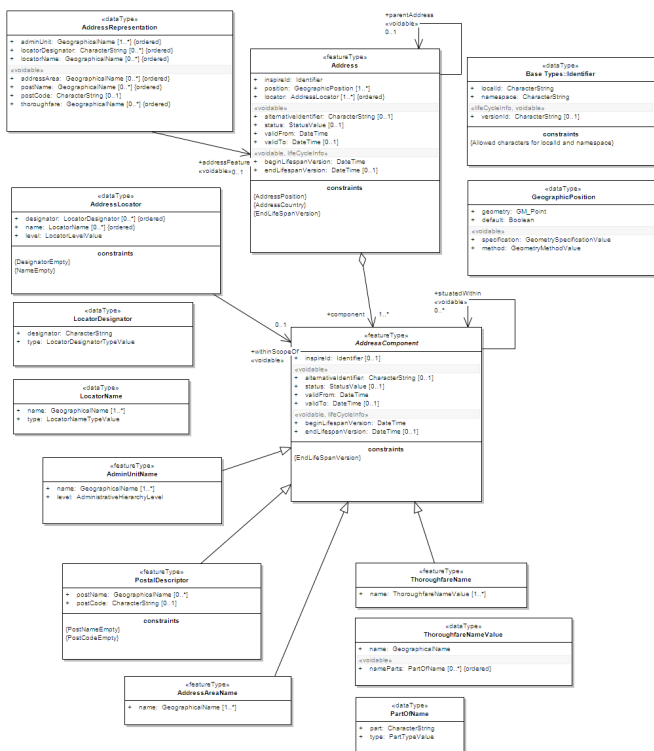 «dataType»
AddressRepresentation
+ adminUnit: GeographicalName [1..*] {ordered}
+ locatorDesignator: CharacterString [0..*] {ordered}
+ locatorName: GeographicalName [0..*] {ordered}
«voidable»
+ addressArea: GeographicalName [0..*] {ordered}
+ postName: GeographicalName [0..*] {ordered}
+ postCode: CharacterString [0..1]
+ thoroughfare: GeographicalName [0..*] {ordered}
+parentAddress
«voidable»
0..1
«featureType»
Address
+ inspireId: Identifier
+ position: GeographicPosition [1..*]
+ locator: AddressLocator [1..*] {ordered}
«voidable»
+ alternativeIdentifier: CharacterString [0..1]
+ status: StatusValue [0..1]
+ validFrom: DateTime
+ validTo: DateTime [0..1]
«voidable, lifeCycleInfo»
+ beginLifespanVersion: DateTime
+ endLifespanVersion: DateTime [0..1]
constraints
{AddressPosition}
{AddressCountry}
{EndLifeSpanVersion}
«dataType»
Base Types::Identifier
+ localId: CharacterString
+ namespace: CharacterString
«lifeCycleInfo, voidable»
+ versionId: CharacterString [0..1]
constraints
{Allowed characters for localId and namespace}
+addressFeature
«voidable» 0..1
«dataType»
AddressLocator
+ designator: LocatorDesignator [0..*] {ordered}
+ name: LocatorName [0..*] {ordered}
+ level: LocatorLevelValue
constraints
{DesignatorEmpty}
{NameEmpty}
«dataType»
GeographicPosition
+ geometry: GM_Point
+ default: Boolean
«voidable»
+ specification: GeometrySpecificationValue
+ method: GeometryMethodValue
«dataType»
LocatorDesignator
+ designator: CharacterString
+ type: LocatorDesignatorTypeValue
+component 1..*
+situatedWithin
«voidable»
0..*
0..1
+withinScopeOf
«voidable»
«featureType»
AddressComponent
+ inspireId: Identifier [0..1]
«voidable»
+ alternativeIdentifier: CharacterString [0..1]
+ status: StatusValue [0..1]
+ validFrom: DateTime
+ validTo: DateTime [0..1]
«voidable, lifeCycleInfo»
+ beginLifespanVersion: DateTime
+ endLifespanVersion: DateTime [0..1]
constraints
{EndLifeSpanVersion}
«dataType»
LocatorName
+ name: GeographicalName [1..*]
+ type: LocatorNameTypeValue
«featureType»
AdminUnitName
+ name: GeographicalName [1..*]
+ level: AdministrativeHierarchyLevel
«featureType»
PostalDescriptor
+ postName: GeographicalName [0..*]
+ postCode: CharacterString [0..1]
constraints
{PostNameEmpty}
{PostCodeEmpty}
«featureType»
ThoroughfareName
+ name: ThoroughfareNameValue [1..*]
«dataType»
ThoroughfareNameValue
+ name: GeographicalName
«voidable»
+ nameParts: PartOfName [0..*] {ordered}
«featureType»
AddressAreaName
+ name: GeographicalName [1..*]
«dataType»
PartOfName
+ part: CharacterString
+ type: PartTypeValue